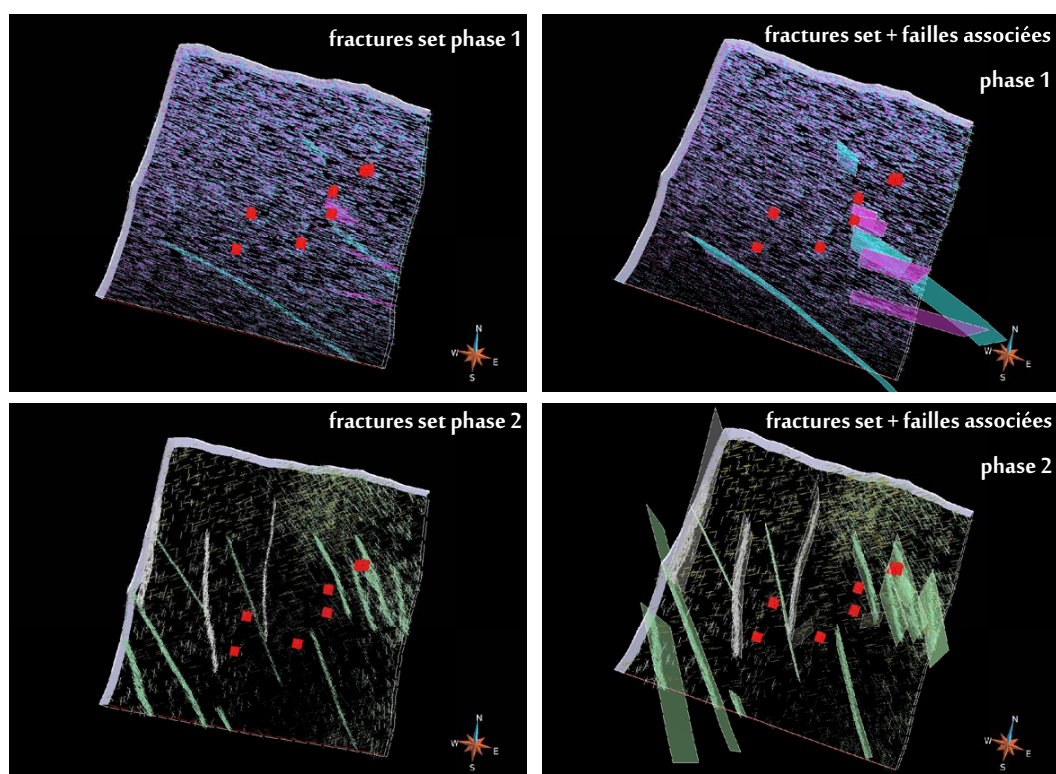 fractures set phase 1
N
W
E
S
fractures set + failles associées
phase 1
N
W
E
S
fractures set phase 2
N
W
E
S
fractures set + failles associées
phase 2
N
W
E
S